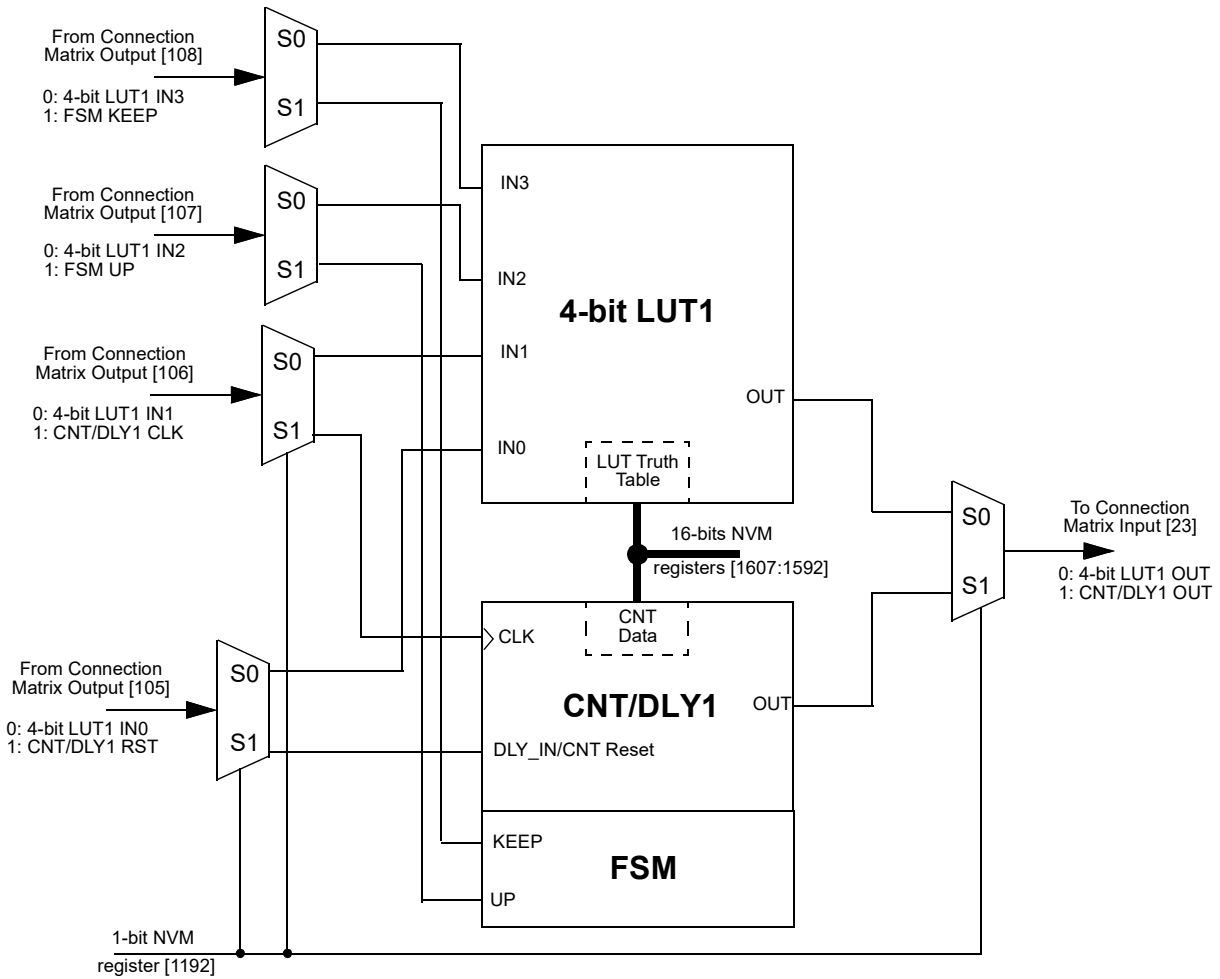 From Connection
Matrix Output [108]
0: 4-bit LUT1 IN3
1: FSM KEEP
S0
S1
From Connection
Matrix Output [107]
0: 4-bit LUT1 IN2
1: FSM UP
S0
S1
From Connection
Matrix Output [106]
0: 4-bit LUT1 IN1
1: CNT/DLY1 CLK
S0
S1
From Connection
Matrix Output [105]
0: 4-bit LUT1 IN0
1: CNT/DLY1 RST
S0
S1
IN3
IN2
IN1
IN0
4-bit LUT1
OUT
LUT Truth
Table
16-bits NVM
registers [1607:1592]
CNT
Data
CLK
CNT/DLY1
OUT
DLY_IN/CNT Reset
KEEP
UP
FSM
S0
S1
To Connection
Matrix Input [23]
0: 4-bit LUT1 OUT
1: CNT/DLY1 OUT
1-bit NVM
register [1192]